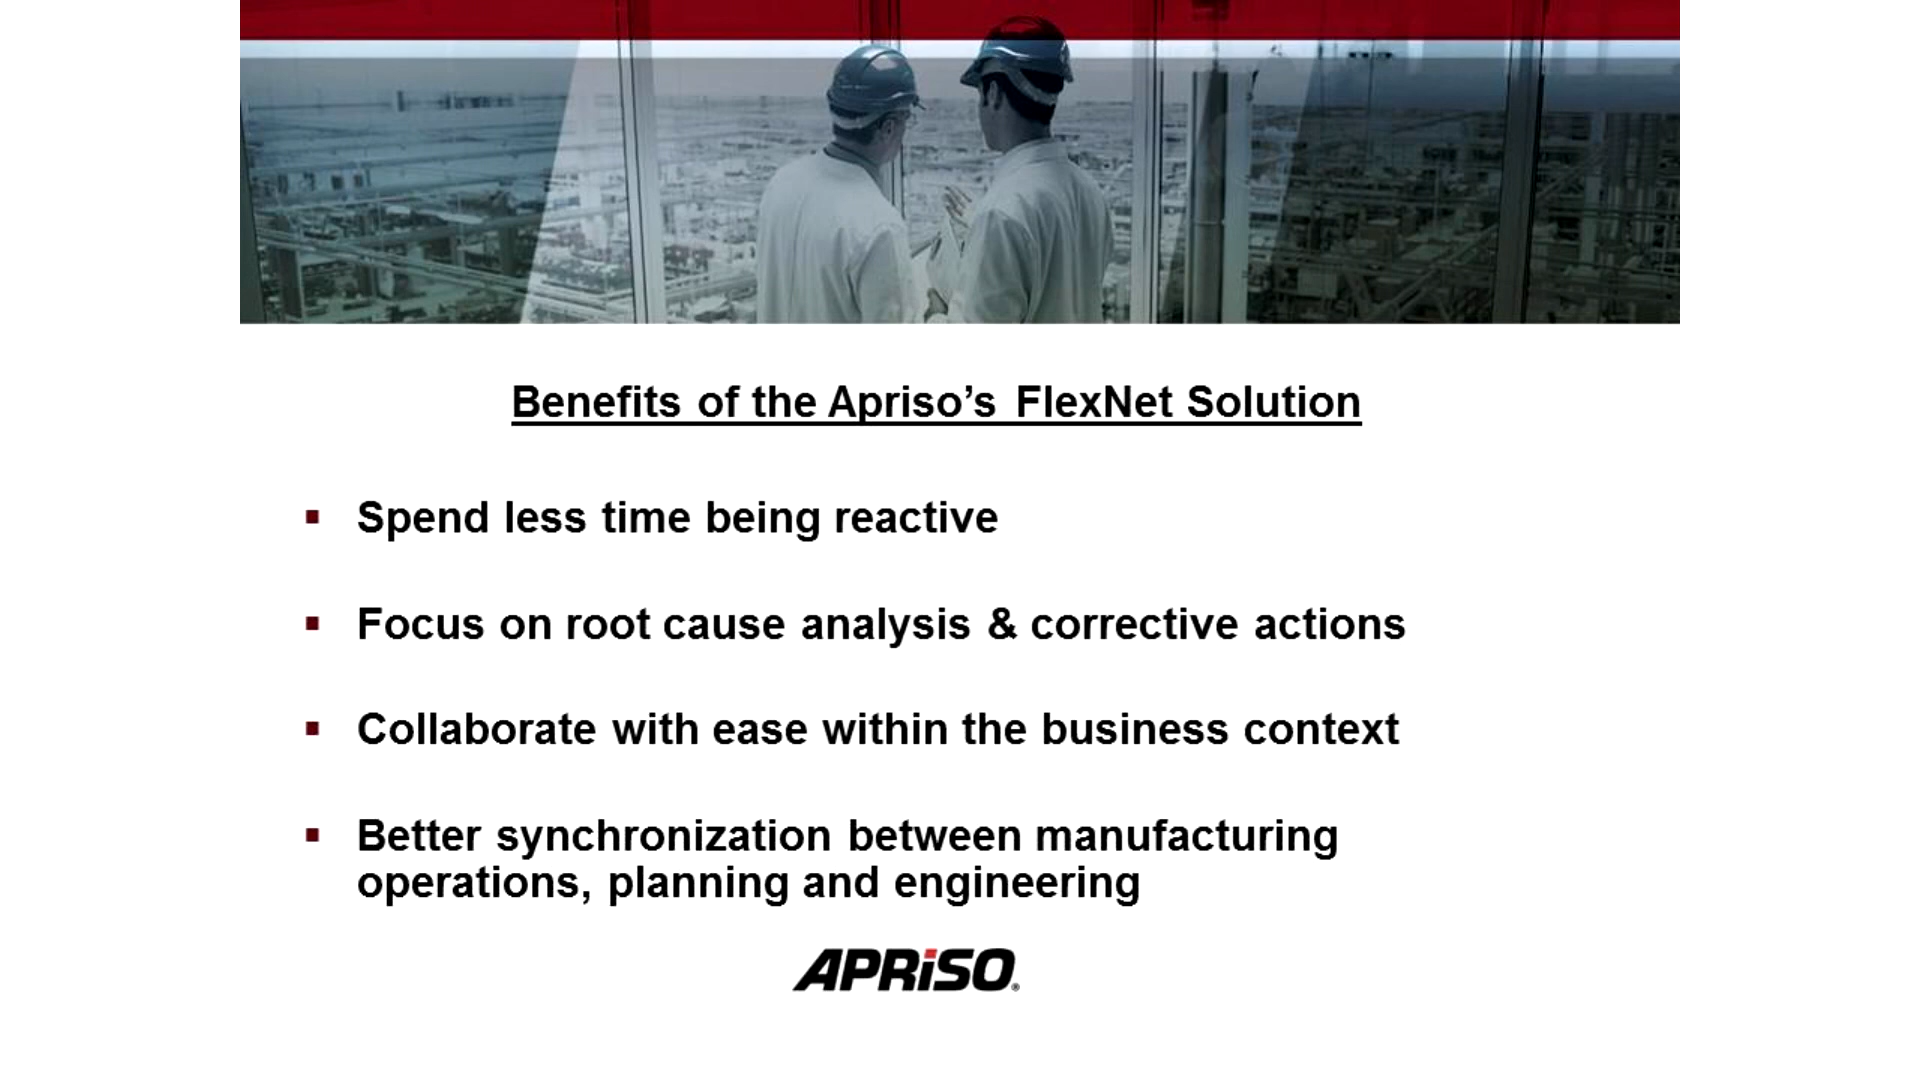 Benefits of the Apriso’s FlexNet Solution
▪ Spend less time being reactive
▪ Focus on root cause analysis & corrective actions
▪ Collaborate with ease within the business context
▪ Better synchronization between manufacturing
operations, planning and engineering
APRiSO®